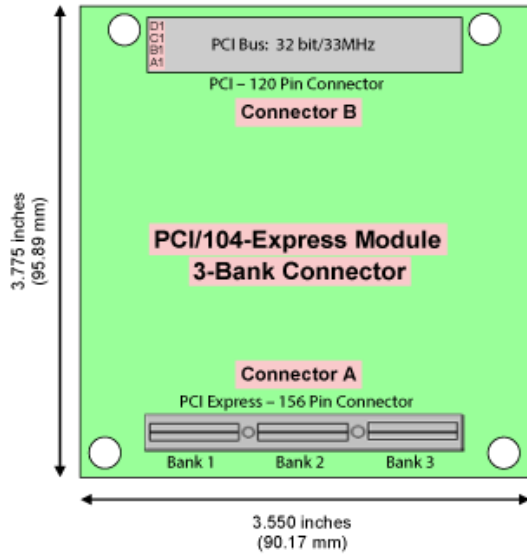 D1
C1
B1
A1
PCI Bus: 32 bit/33MHz
PCI – 120 Pin Connector
Connector B
3.775 inches
(95.89 mm)
PCI/104-Express Module
3-Bank Connector
Connector A
PCI Express – 156 Pin Connector
Bank 1 Bank 2 Bank 3
3.550 inches
(90.17 mm)